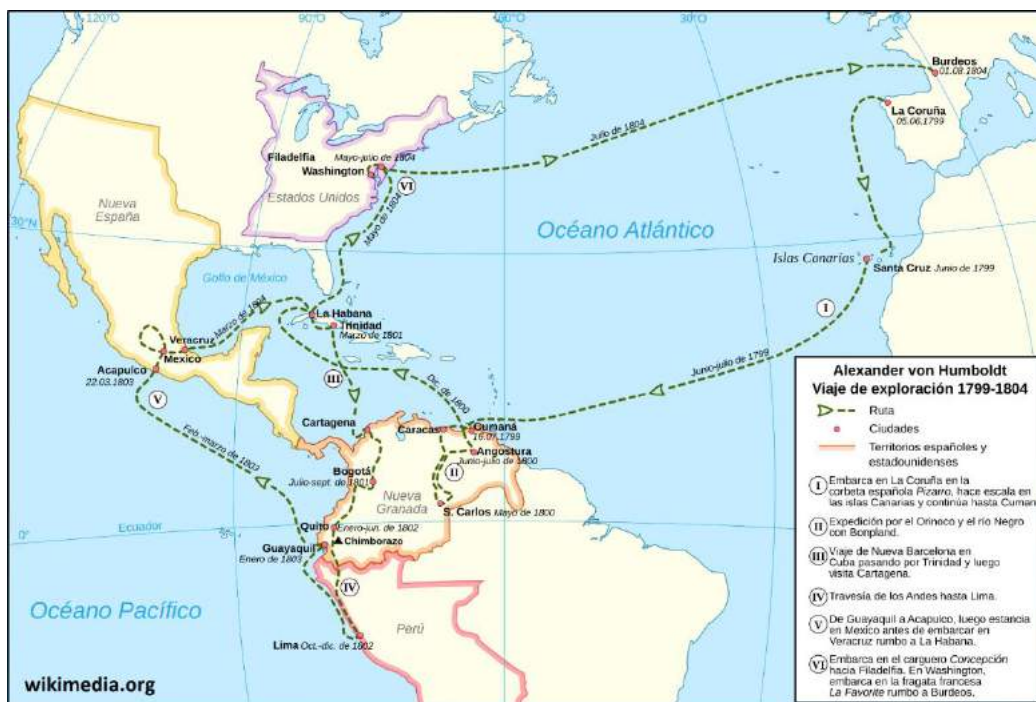 120°O
90°O
60°O
30°O
0°
Burdeos
01.08.1804
La Coruña
05.06.1799
Julio de 1804
Filadelfia
Mayo-julio de 1804
Washington
VI
Estados Unidos
Nueva
España
Mayo de 1804
30°N
Océano Atlántico
Islas Canarias
Santa Cruz Junio de 1799
Golfo de México
I
La Habana
Trinidad
Marzo de 1801
Marzo de 1804
Veracruz
Mexico
Acapulco
22.03.1803
V
III
Dic. de 1800
Junio-julio de 1799
Cartagena
Caracas
Cumaná
16.07.1799
Angostura
Junio-julio de 1800
II
Bogotá
Julio-sept. de 1801
Nueva
Granada
S. Carlos Mayo de 1800
Feb.-marzo de 1803
Ecuador
0°
Quito
Enero-jun. de 1802
Chimborazo
Guayaquil
Enero de 1803
IV
Océano Pacífico
Perú
Lima Oct.-dic. de 1802
wikimedia.org
Alexander von Humboldt
Viaje de exploración 1799-1804
Ruta
Ciudades
Territorios españoles y
estadounidenses
I Embarca en La Coruña en la
corbeta española Pizarro, hace escala en
las islas Canarias y continúa hasta Cuman
II Expedición por el Orinoco y el río Negro
con Bonpland.
III Viaje de Nueva Barcelona en
Cuba pasando por Trinidad y luego
visita Cartagena.
IV Travesía de los Andes hasta Lima.
V De Guayaquil a Acapulco, luego estancia
en Mexico antes de embarcar en
Veracruz rumbo a La Habana.
VI Embarca en el carguero Concepción
hacia Filadelfia. En Washington,
embarca en la fragata francesa
La Favorite rumbo a Burdeos.